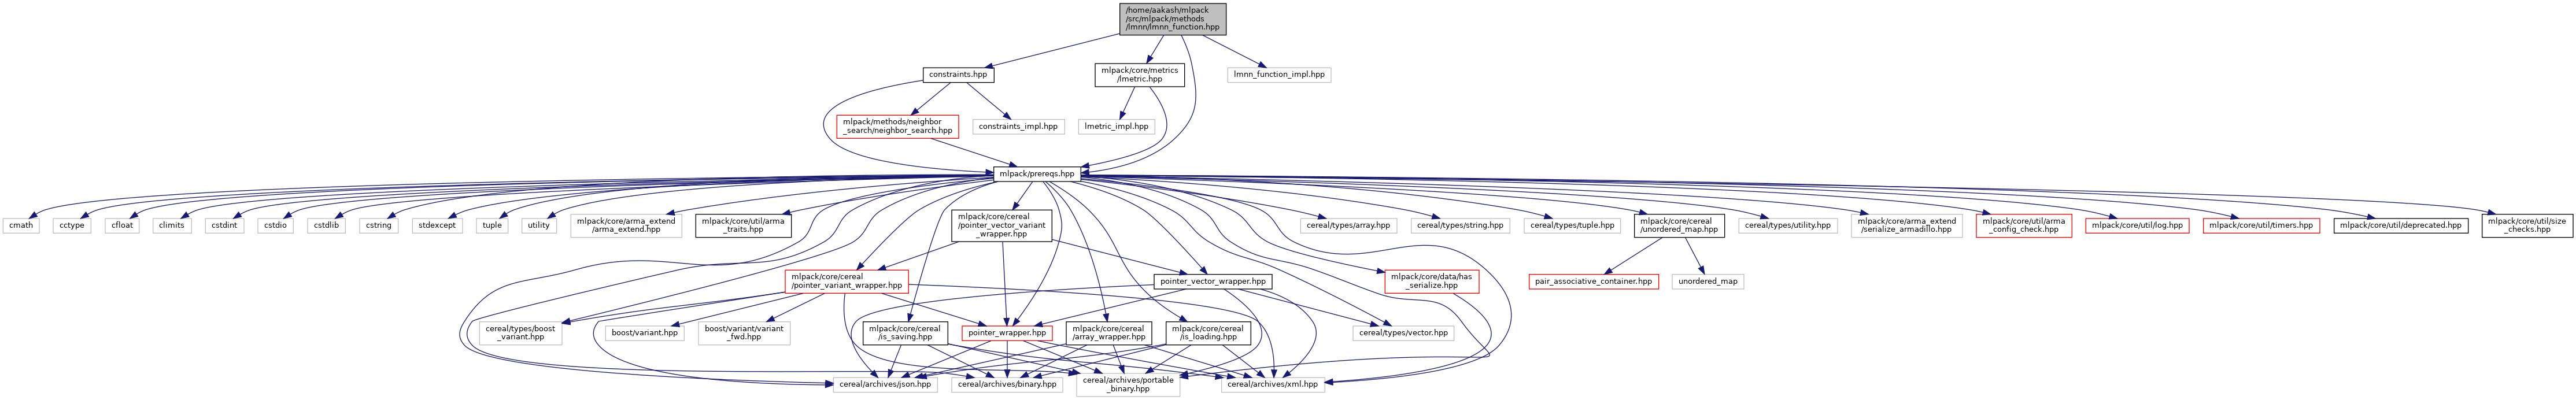 /home/aakash/mlpack
/src/mlpack/methods
/lmnn/lmnn_function.hpp
constraints.hpp
mlpack/core/metrics
/lmetric.hpp
lmnn_function_impl.hpp
mlpack/methods/neighbor
_search/neighbor_search.hpp
constraints_impl.hpp
lmetric_impl.hpp
mlpack/prereqs.hpp
cmath
cctype
cfloat
climits
cstdint
cstdio
cstdlib
cstring
stdexcept
tuple
utility
mlpack/core/arma_extend
/arma_extend.hpp
mlpack/core/util/arma
_traits.hpp
mlpack/core/cereal
/pointer_vector_variant
_wrapper.hpp
cereal/types/array.hpp
cereal/types/string.hpp
cereal/types/tuple.hpp
mlpack/core/cereal
/unordered_map.hpp
cereal/types/utility.hpp
mlpack/core/arma_extend
/serialize_armadillo.hpp
mlpack/core/util/arma
_config_check.hpp
mlpack/core/util/log.hpp
mlpack/core/util/timers.hpp
mlpack/core/util/deprecated.hpp
mlpack/core/util/size
_checks.hpp
mlpack/core/cereal
/pointer_variant_wrapper.hpp
pointer_vector_wrapper.hpp
mlpack/core/data/has
_serialize.hpp
pair_associative_container.hpp
unordered_map
cereal/types/boost
_variant.hpp
boost/variant.hpp
boost/variant/variant
_fwd.hpp
mlpack/core/cereal
/is_saving.hpp
pointer_wrapper.hpp
mlpack/core/cereal
/array_wrapper.hpp
mlpack/core/cereal
/is_loading.hpp
cereal/types/vector.hpp
cereal/archives/json.hpp
cereal/archives/binary.hpp
cereal/archives/portable
_binary.hpp
cereal/archives/xml.hpp